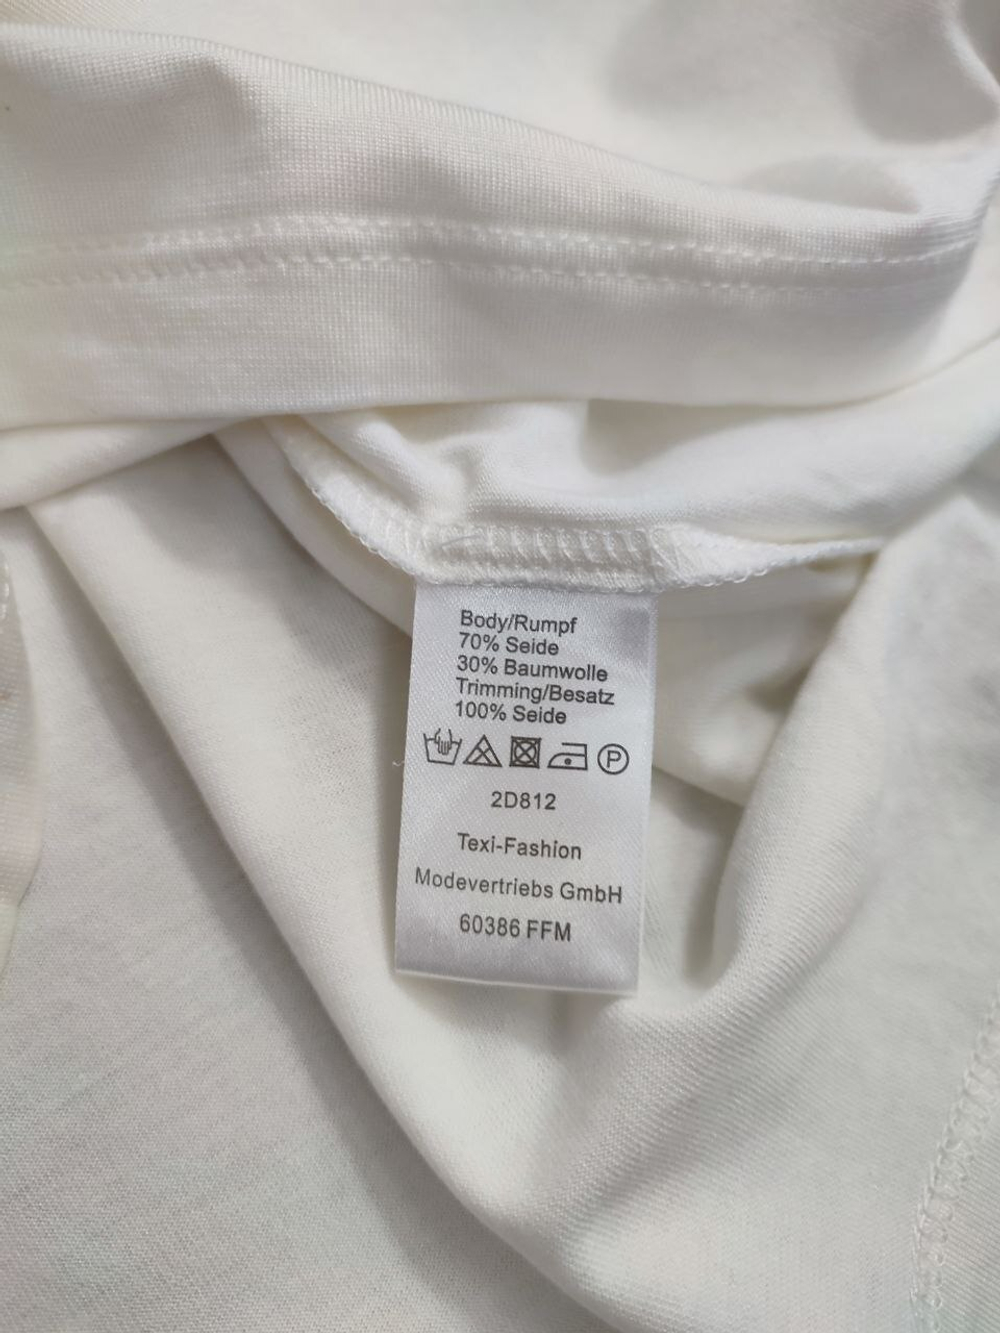 Body/Rumpf
70% Seide
30% Baumwolle
Trimming/Besatz
100% Seide
P
2D812
Texi-Fashion
Modevertriebs GmbH
60386 FFM